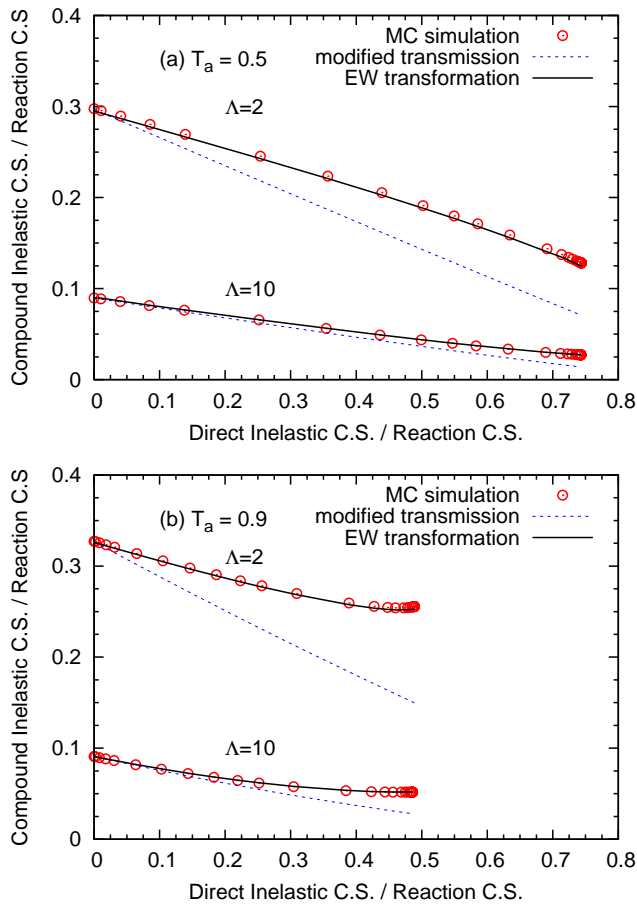 0.4
0.3
0.2
0.1
0
0
0.1
0.2
0.3
0.4
0.5
0.6
0.7
0.8
Compound Inelastic C.S. / Reaction C.S
Direct Inelastic C.S. / Reaction C.S.
(a) Ta = 0.5
MC simulation
modified transmission
EW transformation
Λ=2
Λ=10
0.4
0.3
0.2
0.1
0
0
0.1
0.2
0.3
0.4
0.5
0.6
0.7
0.8
Compound Inelastic C.S. / Reaction C.S
Direct Inelastic C.S. / Reaction C.S.
(b) Ta = 0.9
MC simulation
modified transmission
EW transformation
Λ=2
Λ=10